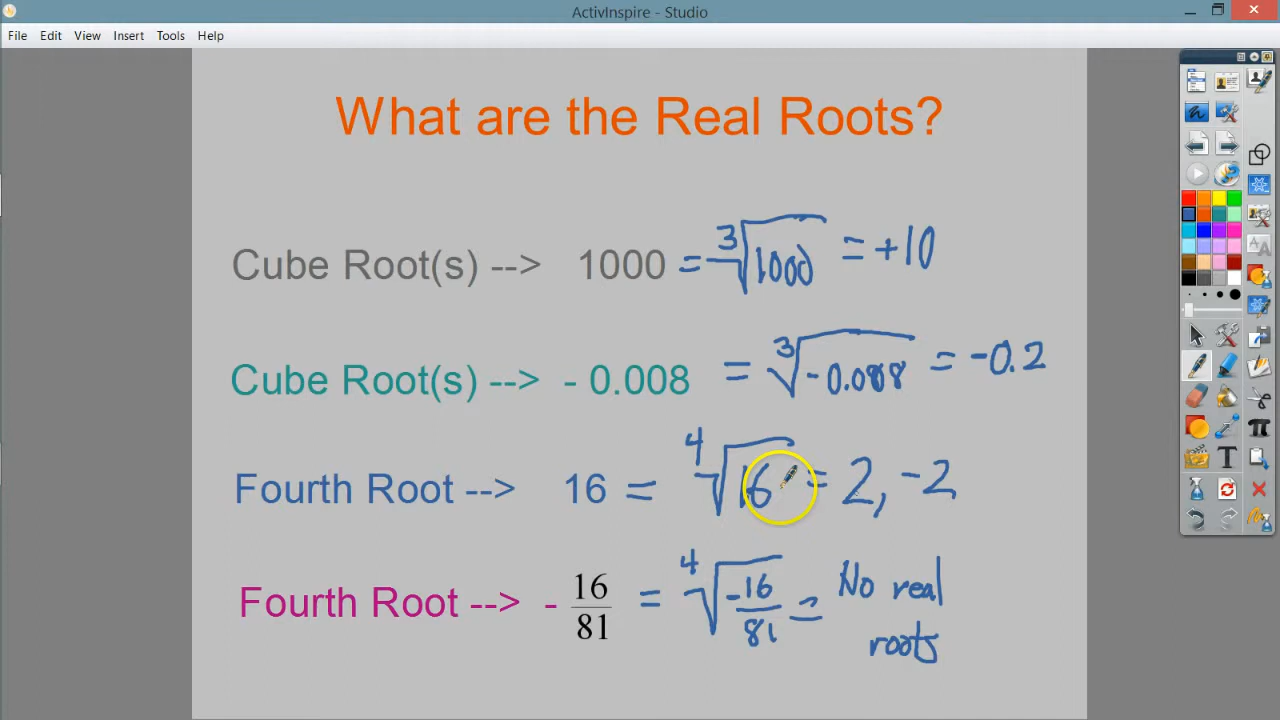 ActivInspire - Studio
File Edit View Insert Tools Help
What are the Real Roots?
Cube Root(s) --> 1000 = ∛1000 = +10
Cube Root(s) --> - 0.008 = ∛-0.008 = -0.2
Fourth Root --> 16 = ∜16 = 2, -2
Fourth Root --> - 16/81 = ∜-16/81 = No real
roots